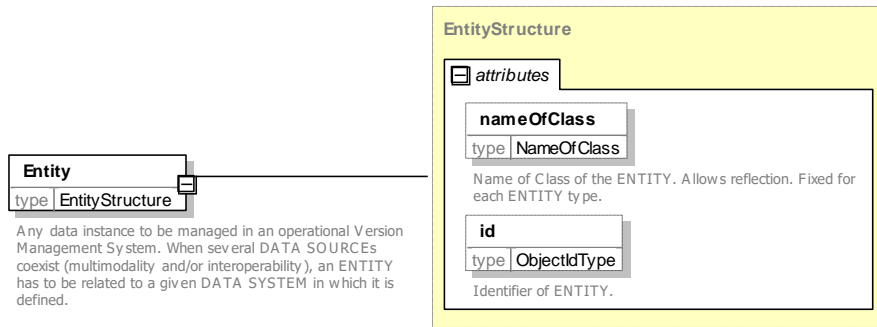 EntityStructure
attributes
nameOfClass
type NameOfClass
Name of Class of the ENTITY. Allows reflection. Fixed for
each ENTITY type.
id
type ObjectIdType
Identifier of ENTITY.
Entity
type EntityStructure
Any data instance to be managed in an operational Version
Management System. When several DATA SOURCEs
coexist (multimodality and/or interoperability), an ENTITY
has to be related to a given DATA SYSTEM in which it is
defined.